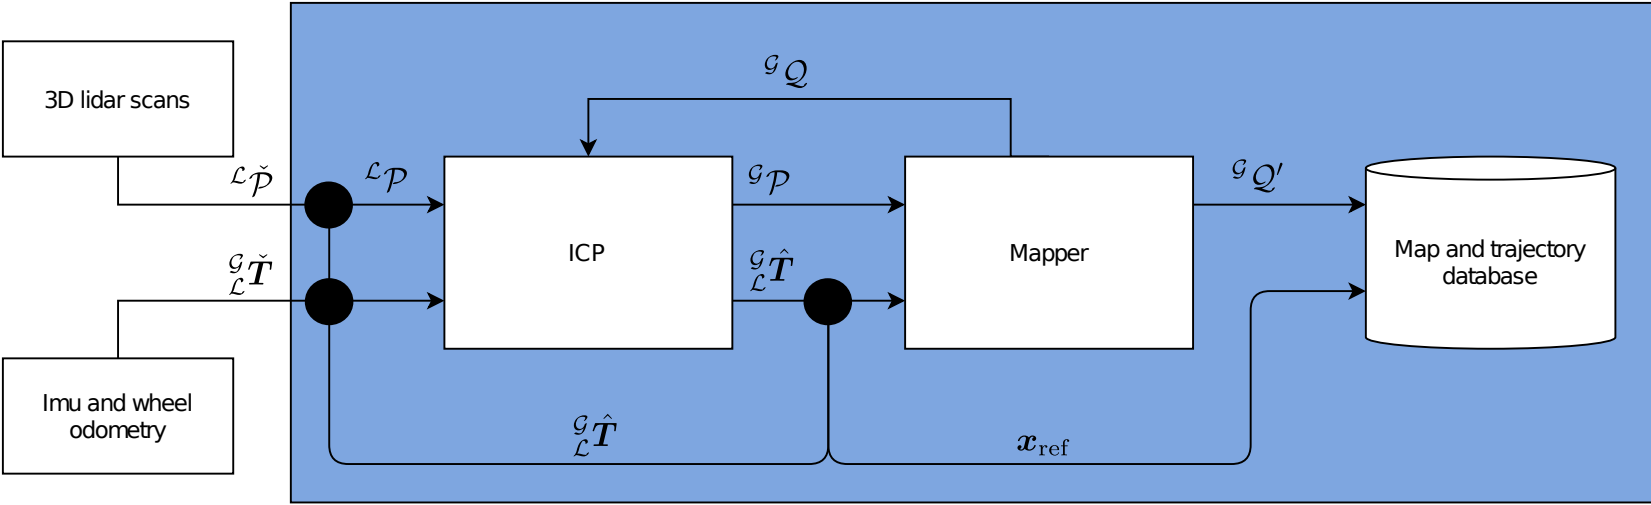 𝒢𝒬
3D lidar scans
ℒ𝒫̌
ℒ𝒫
𝒢𝒫
𝒢𝒬′
ICP
Mapper
Map and trajectory
database
𝒢ℒ𝑻̌
𝒢ℒ𝑻̂
Imu and wheel
odometry
𝒢ℒ𝑻̂
𝒙ref